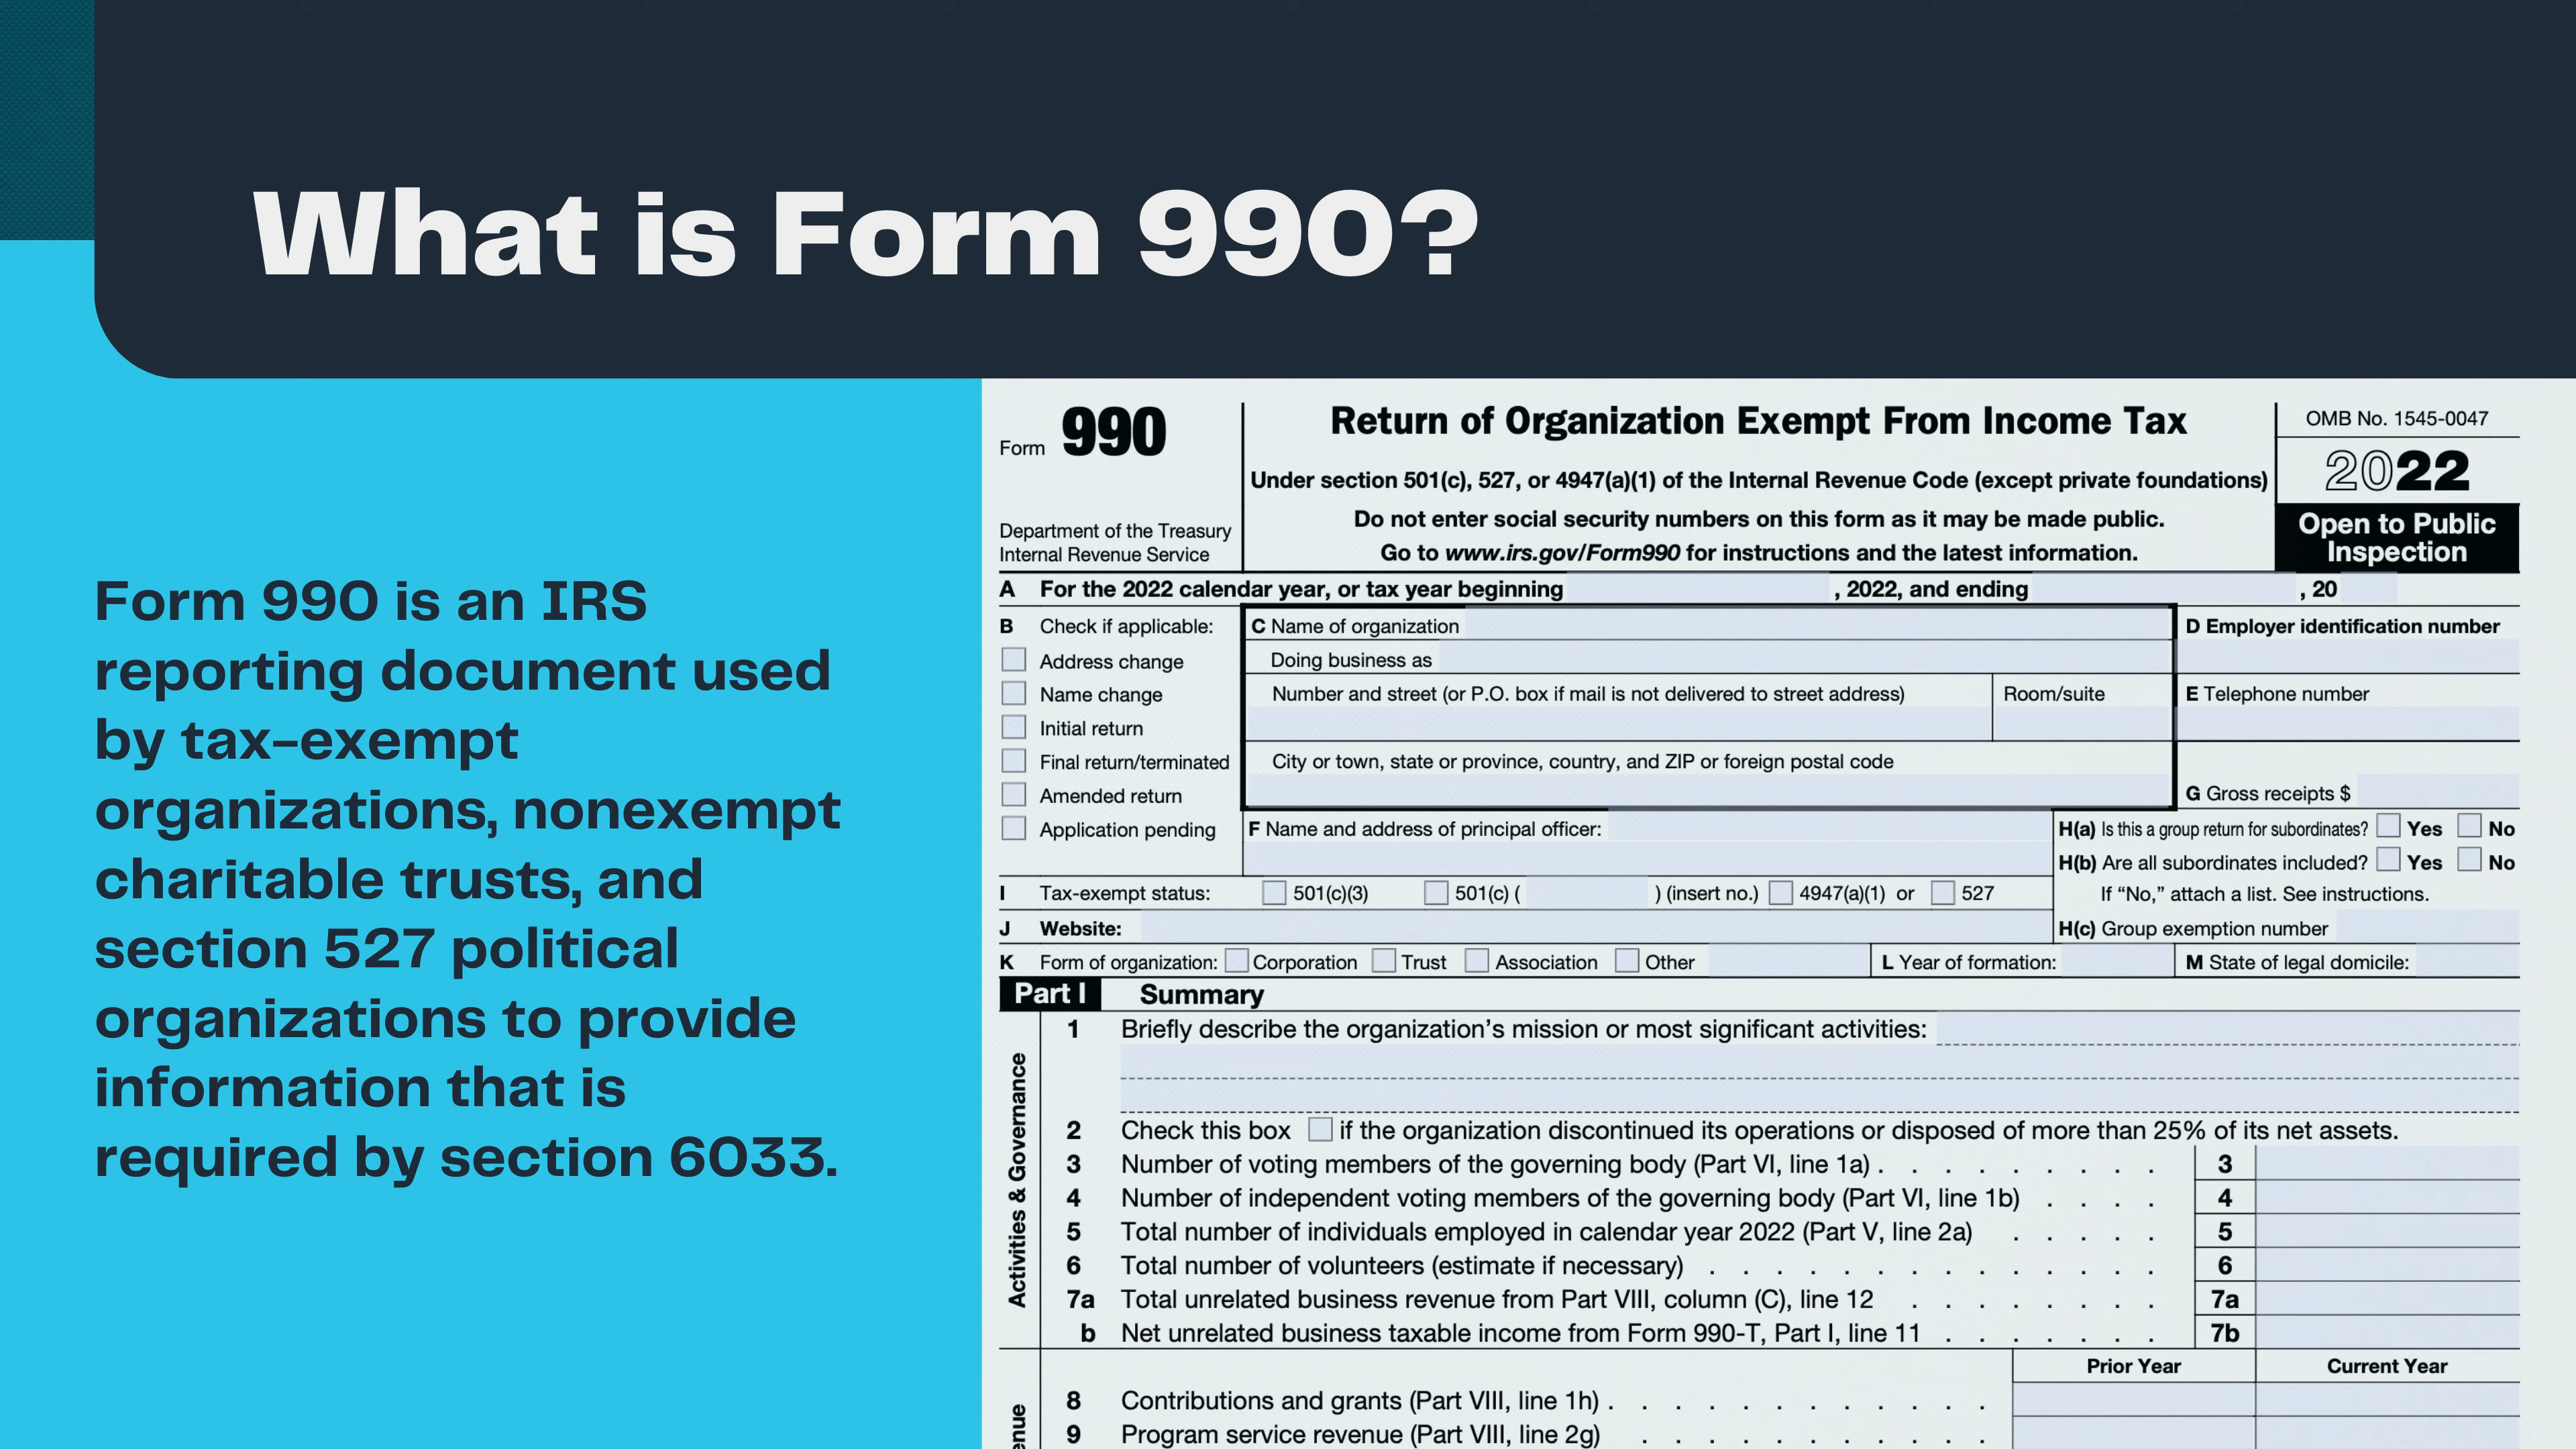 What is Form 990?
Form 990 is an IRS
reporting document used
by tax-exempt
organizations, nonexempt
charitable trusts, and
section 527 political
organizations to provide
information that is
required by section 6033.
Form 990
Department of the Treasury
Internal Revenue Service
Return of Organization Exempt From Income Tax
Under section 501(c), 527, or 4947(a)(1) of the Internal Revenue Code (except private foundations)
Do not enter social security numbers on this form as it may be made public.
Go to www.irs.gov/Form990 for instructions and the latest information.
OMB No. 1545-0047
2022
Open to Public
Inspection
A For the 2022 calendar year, or tax year beginning , 2022, and ending , 20
B Check if applicable:
Address change
Name change
Initial return
Final return/terminated
Amended return
Application pending
C Name of organization
Doing business as
Number and street (or P.O. box if mail is not delivered to street address) Room/suite
City or town, state or province, country, and ZIP or foreign postal code
D Employer identification number
E Telephone number
G Gross receipts $
F Name and address of principal officer:
H(a) Is this a group return for subordinates? Yes No
H(b) Are all subordinates included? Yes No
If “No,” attach a list. See instructions.
H(c) Group exemption number
I Tax-exempt status: 501(c)(3) 501(c) ( ) (insert no.) 4947(a)(1) or 527
J Website:
K Form of organization: Corporation Trust Association Other L Year of formation: M State of legal domicile:
Part I Summary
Activities & Governance
1 Briefly describe the organization’s mission or most significant activities:
2 Check this box if the organization discontinued its operations or disposed of more than 25% of its net assets.
3 Number of voting members of the governing body (Part VI, line 1a) . . . . . . . . . 3
4 Number of independent voting members of the governing body (Part VI, line 1b) . . . . 4
5 Total number of individuals employed in calendar year 2022 (Part V, line 2a) . . . . . 5
6 Total number of volunteers (estimate if necessary) . . . . . . . . . . . . . . 6
7a Total unrelated business revenue from Part VIII, column (C), line 12 . . . . . . . . 7a
b Net unrelated business taxable income from Form 990-T, Part I, line 11 . . . . . . . 7b
Prior Year Current Year
8 Contributions and grants (Part VIII, line 1h) . . . . . . . . . . . .
9 Program service revenue (Part VIII, line 2g) . . . . . . . . . . .